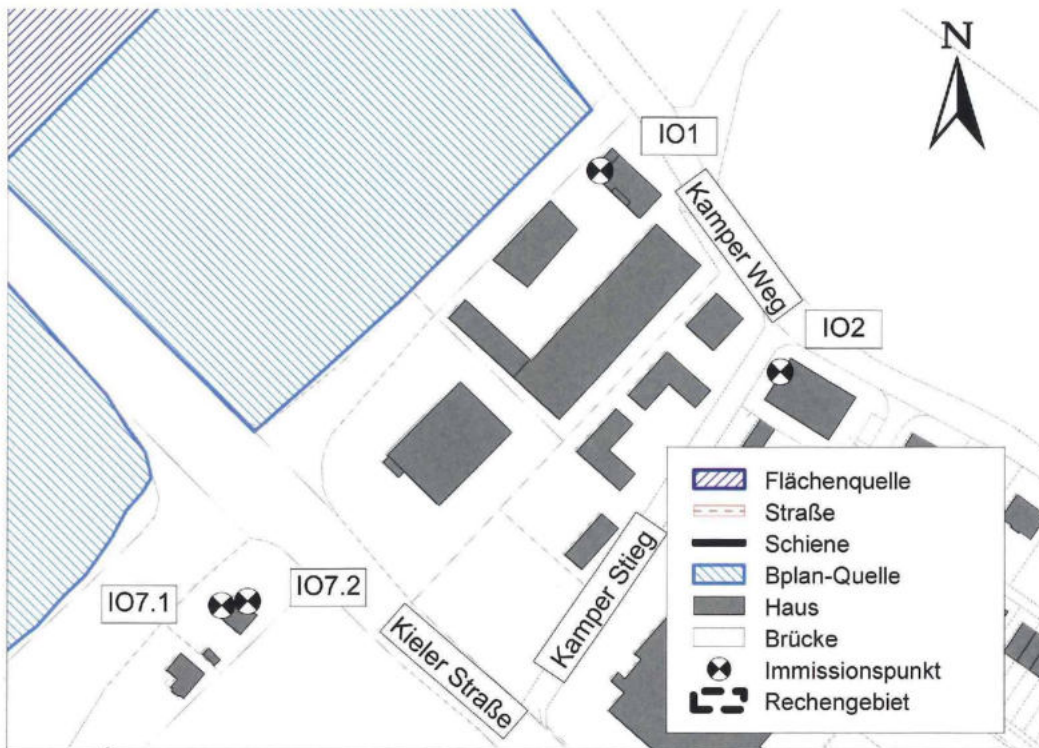 N
IO1
Kamper Weg
IO2
IO7.1
IO7.2
Kieler Straße
Kamper Stieg
Flächenquelle
Straße
Schiene
Bplan-Quelle
Haus
Brücke
Immissionspunkt
Rechengebiet